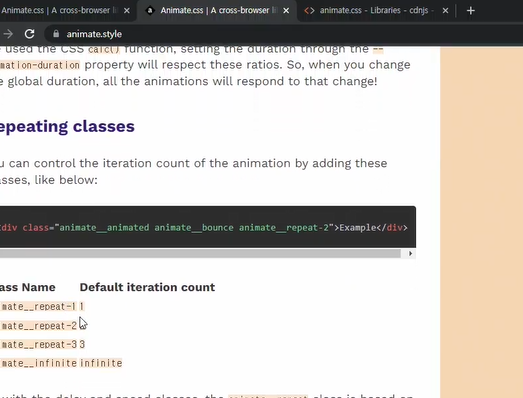 Animate.css | A cross-browser li
Animate.css | A cross-browser li
animate.css - Libraries - cdnjs -
animate.style
used the CSS calc() function, setting the duration through the --
mation-duration property will respect these ratios. So, when you change
global duration, all the animations will respond to that change!
epeating classes
u can control the iteration count of the animation by adding these
asses, like below:
div class="animate__animated animate__bounce animate__repeat-2">Example</div>
ass Name Default iteration count
mate__repeat-1 1
mate__repeat-2
mate__repeat-3 3
mate__infinite infinite
with the delay and speed classes, the animate__repeat class is based on